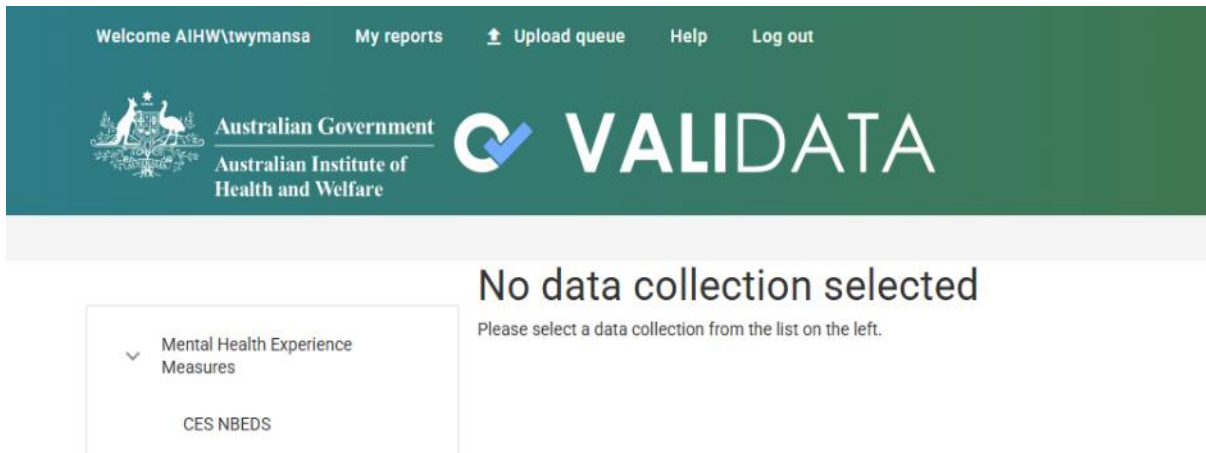 Welcome AIHW\twymansa My reports Upload queue Help Log out
Australian Government
Australian Institute of
Health and Welfare
VALIDATA
No data collection selected
Please select a data collection from the list on the left.
Mental Health Experience
Measures
CES NBEDS